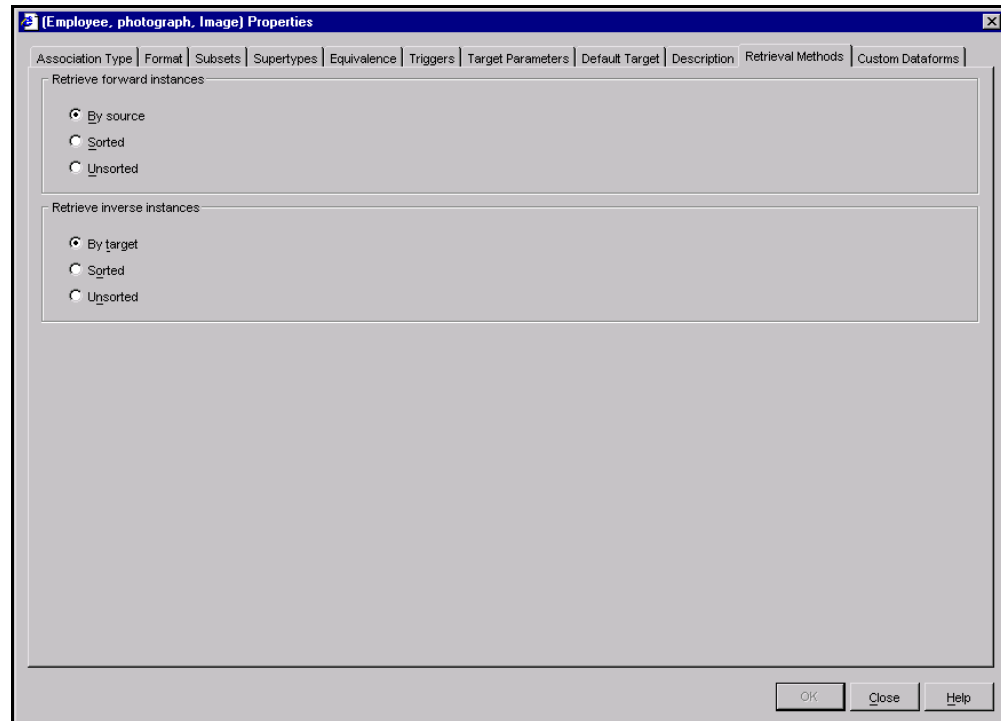 (Employee, photograph, Image) Properties
Association Type Format Subsets Supertypes Equivalence Triggers Target Parameters Default Target Description Retrieval Methods Custom Dataforms
Retrieve forward instances
By source
Sorted
Unsorted
Retrieve inverse instances
By target
Sorted
Unsorted
OK Close Help